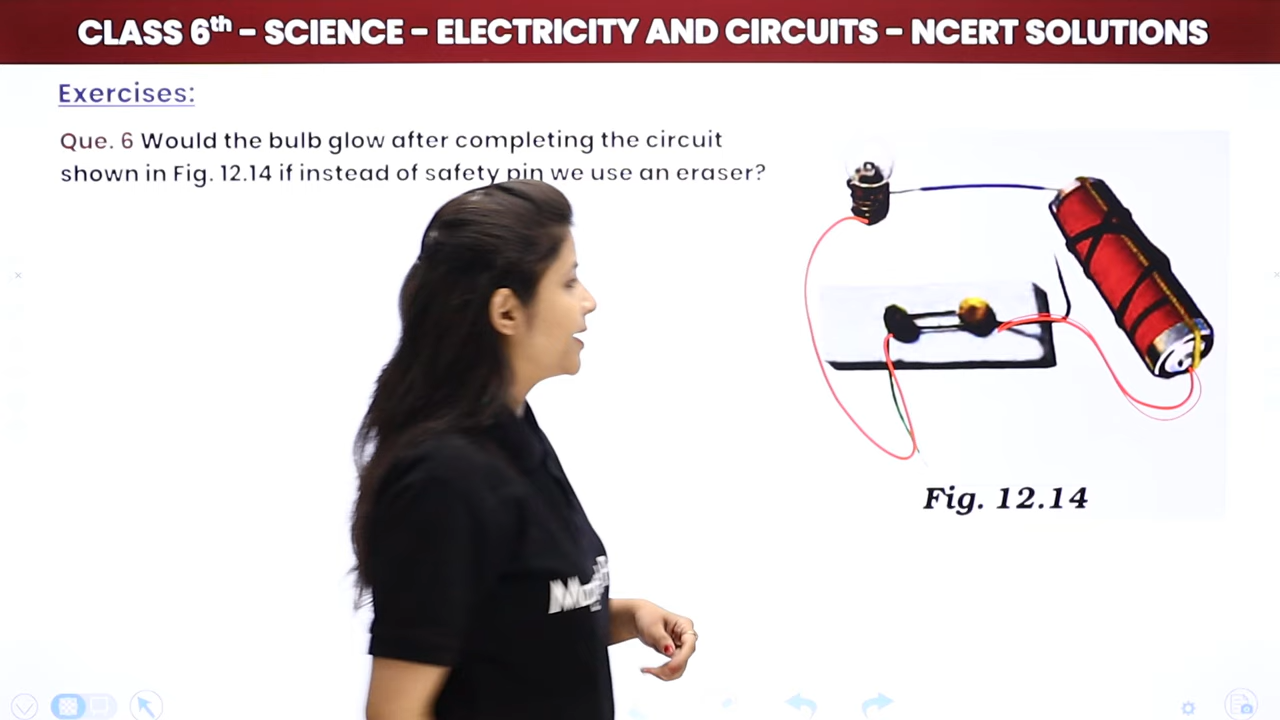 CLASS 6th – SCIENCE – ELECTRICITY AND CIRCUITS – NCERT SOLUTIONS
Exercises:
Que. 6 Would the bulb glow after completing the circuit
shown in Fig. 12.14 if instead of safety pin we use an eraser?
Fig. 12.14